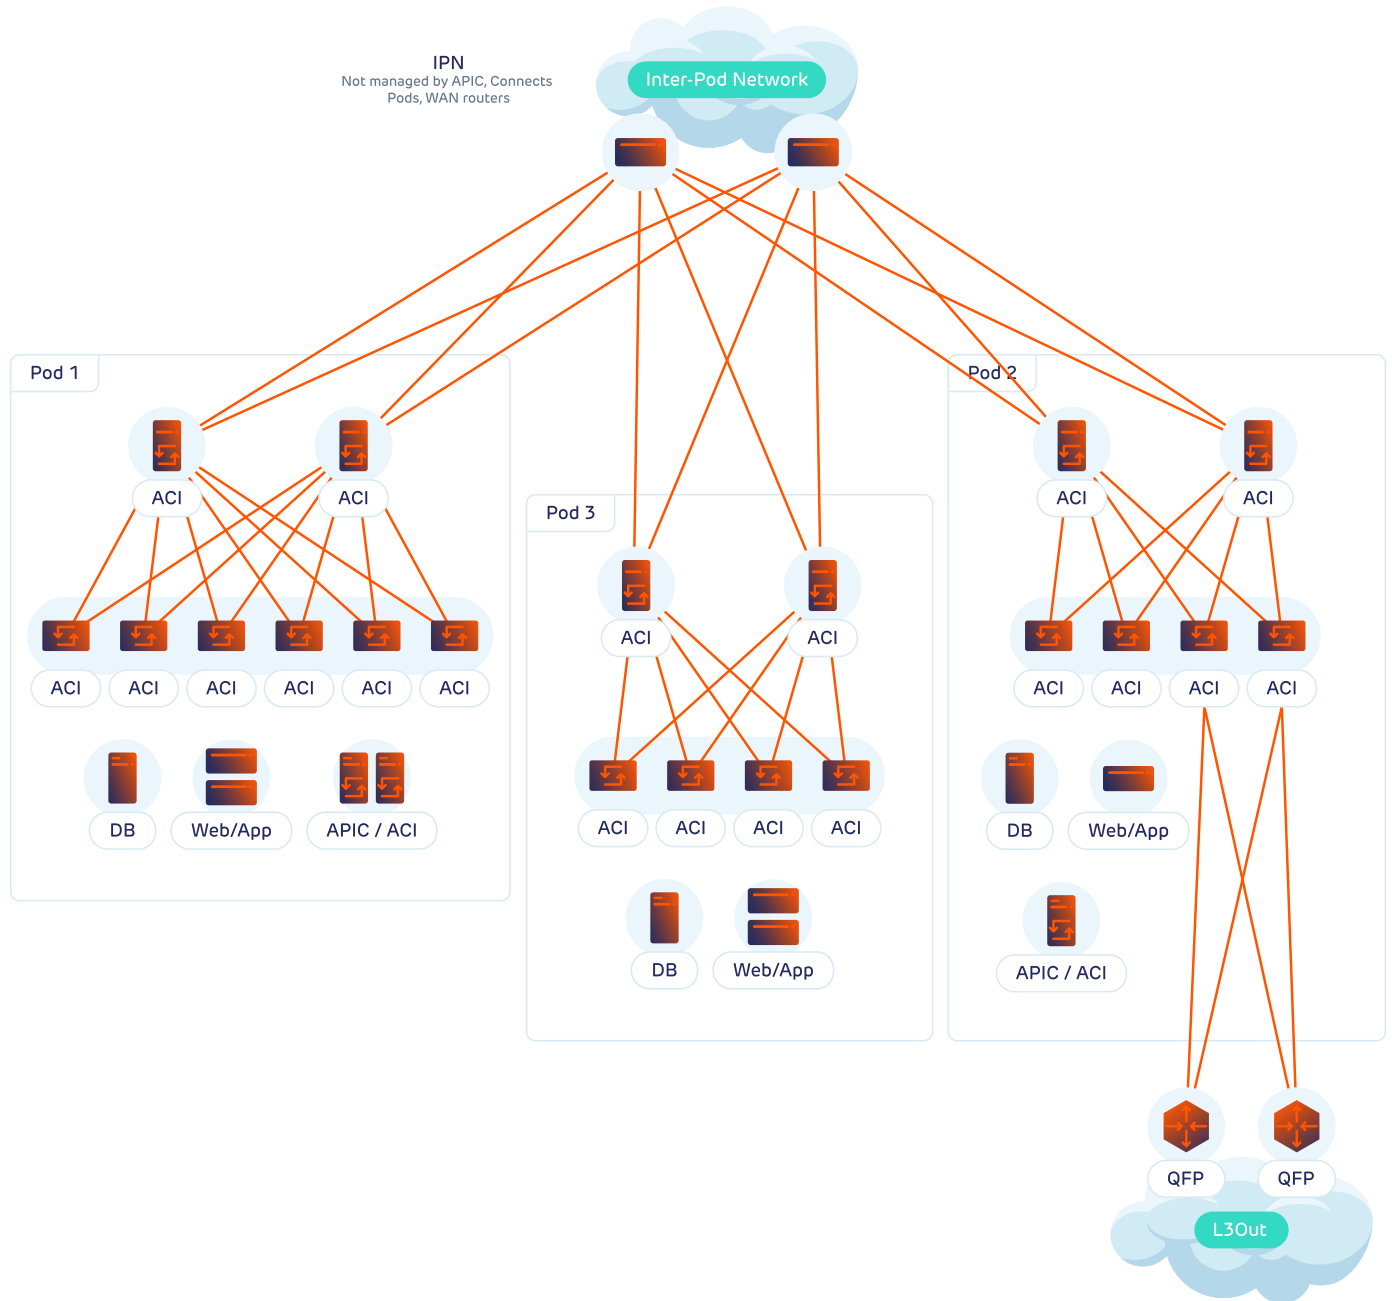 IPN
Not managed by APIC, Connects
Pods, WAN routers
Inter-Pod Network
Pod 1
ACI
ACI
ACI
ACI
ACI
ACI
ACI
ACI
DB
Web/App
APIC / ACI
Pod 3
ACI
ACI
ACI
ACI
ACI
ACI
DB
Web/App
Pod 2
ACI
ACI
ACI
ACI
ACI
ACI
DB
Web/App
APIC / ACI
QFP
QFP
L3Out